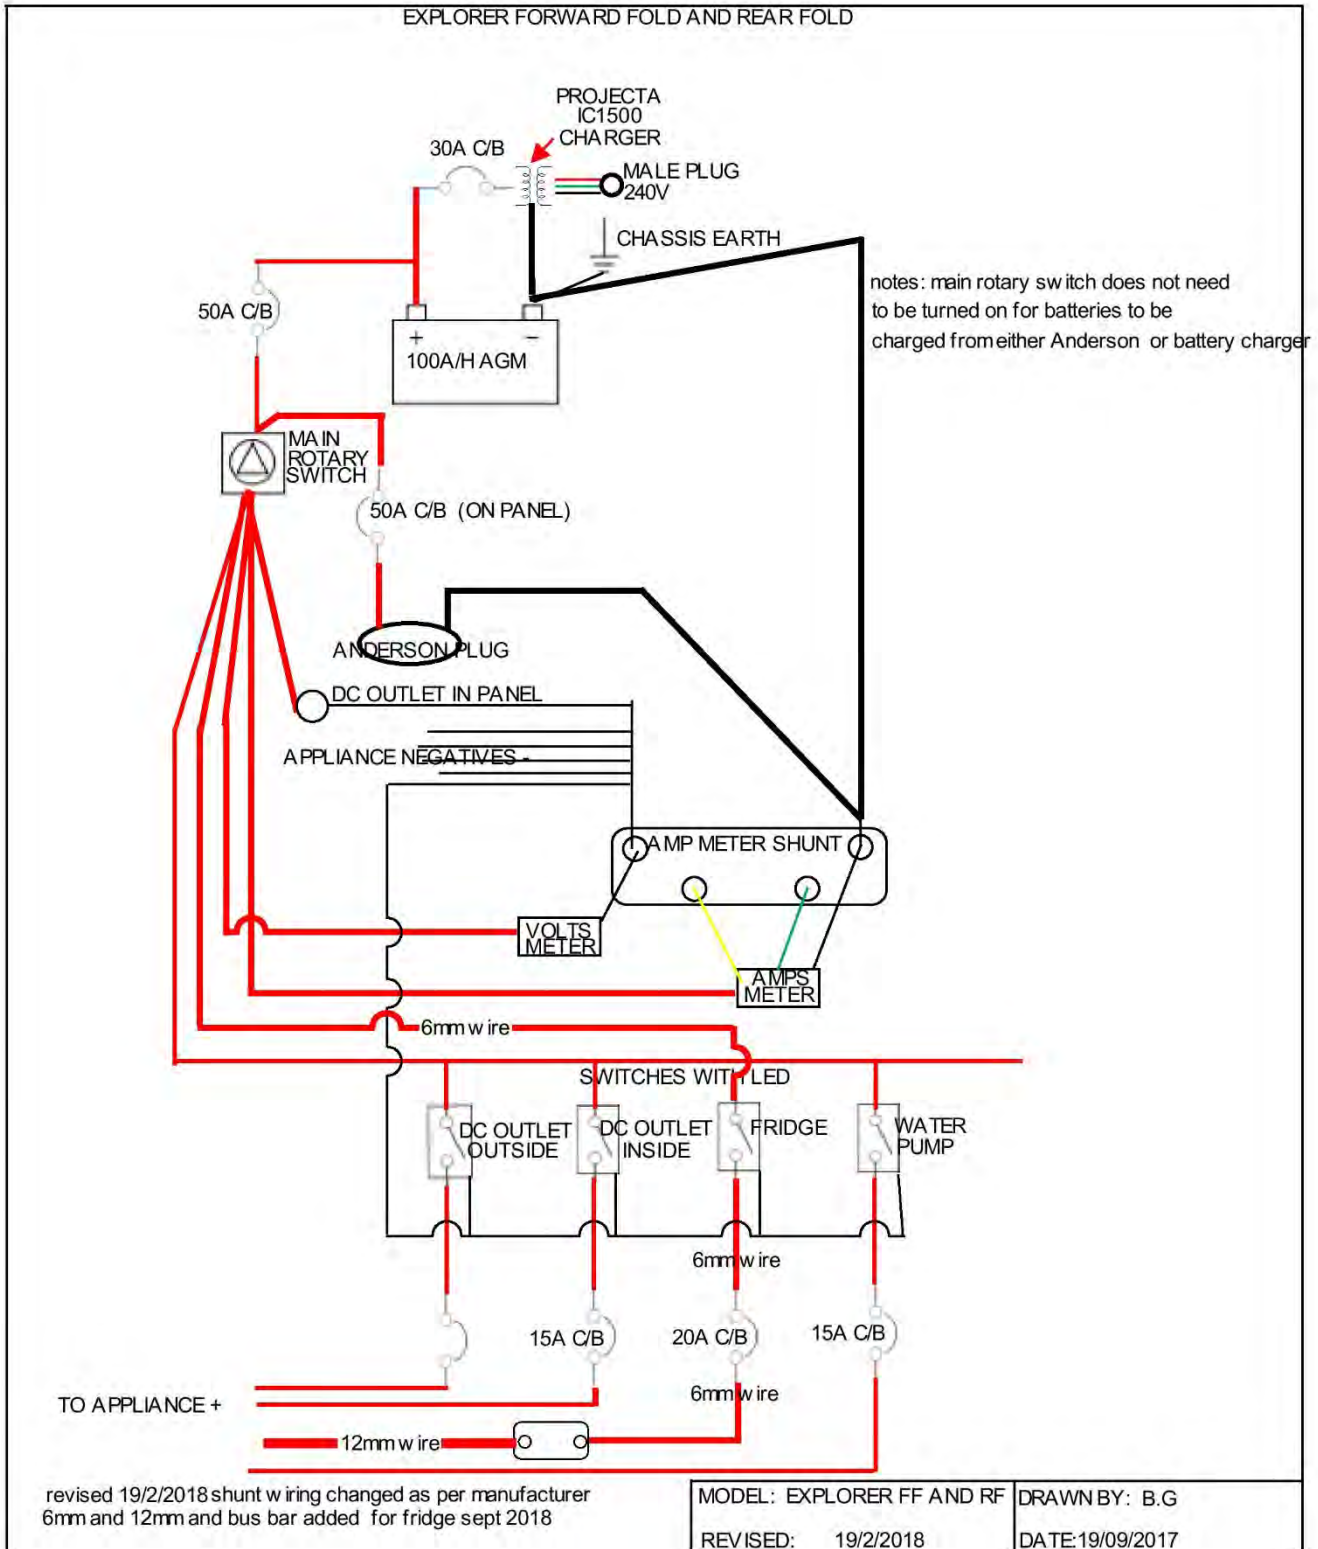 EXPLORER FORWARD FOLD AND REAR FOLD
PROJECTA
IC1500
CHARGER
30A C/B
MALE PLUG
240V
CHASSIS EARTH
notes: main rotary switch does not need
to be turned on for batteries to be
charged from either Anderson or battery charger
50A C/B
+ −
100A/H AGM
MAIN
ROTARY
SWITCH
50A C/B (ON PANEL)
ANDERSON PLUG
DC OUTLET IN PANEL
APPLIANCE NEGATIVES -
AMP METER SHUNT
VOLTS
METER
AMPS
METER
6mm wire
SWITCHES WITH LED
DC OUTLET
OUTSIDE
DC OUTLET
INSIDE
FRIDGE
WATER
PUMP
6mm wire
15A C/B
20A C/B
15A C/B
6mm wire
TO APPLIANCE +
12mm wire
revised 19/2/2018 shunt wiring changed as per manufacturer
6mm and 12mm and bus bar added for fridge sept 2018
MODEL: EXPLORER FF AND RF
DRAWN BY: B.G
REVISED: 19/2/2018
DATE:19/09/2017